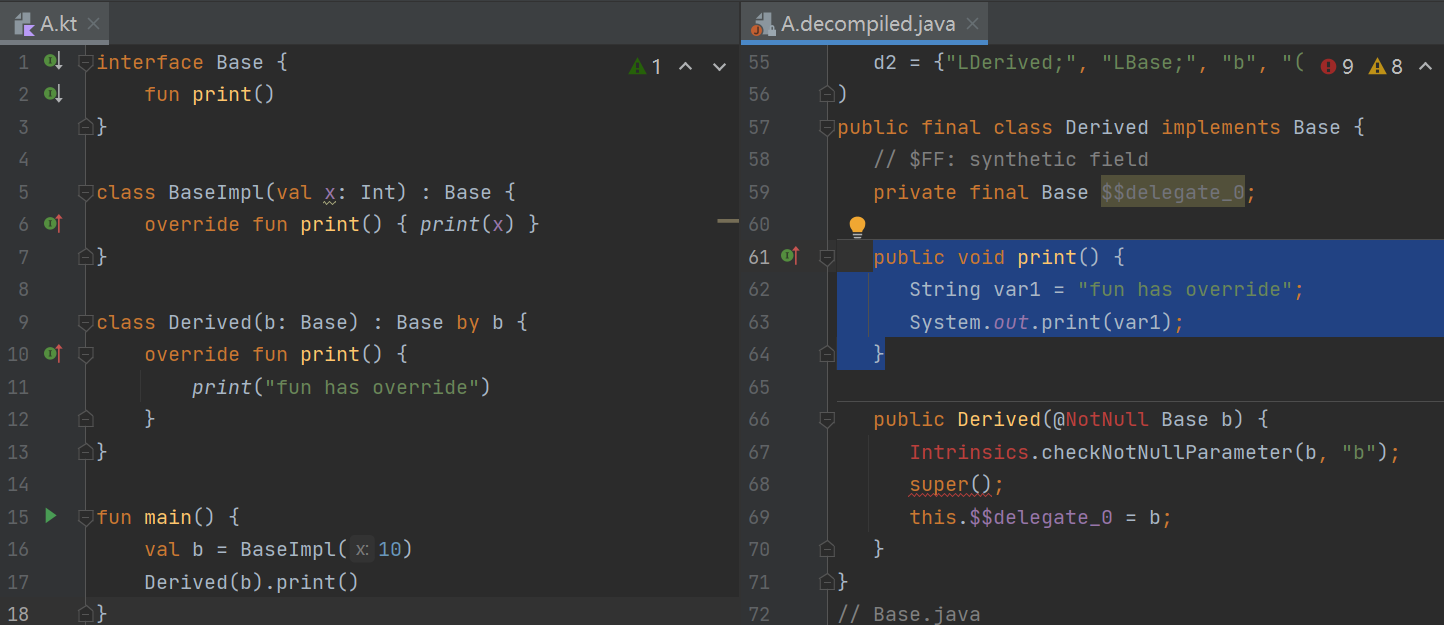 A.kt
1 interface Base {
2 fun print()
3 }
4
5 class BaseImpl(val x: Int) : Base {
6 override fun print() { print(x) }
7 }
8
9 class Derived(b: Base) : Base by b {
10 override fun print() {
11 print("fun has override")
12 }
13 }
14
15 fun main() {
16 val b = BaseImpl( x: 10)
17 Derived(b).print()
18 }
1
A.decompiled.java
55 d2 = {"LDerived;", "LBase;", "b", "(
9 8
56 )
57 public final class Derived implements Base {
58 // $FF: synthetic field
59 private final Base $$delegate_0;
60
61 public void print() {
62 String var1 = "fun has override";
63 System.out.print(var1);
64 }
65
66 public Derived(@NotNull Base b) {
67 Intrinsics.checkNotNullParameter(b, "b");
68 super();
69 this.$$delegate_0 = b;
70 }
71 }
72 // Base.java